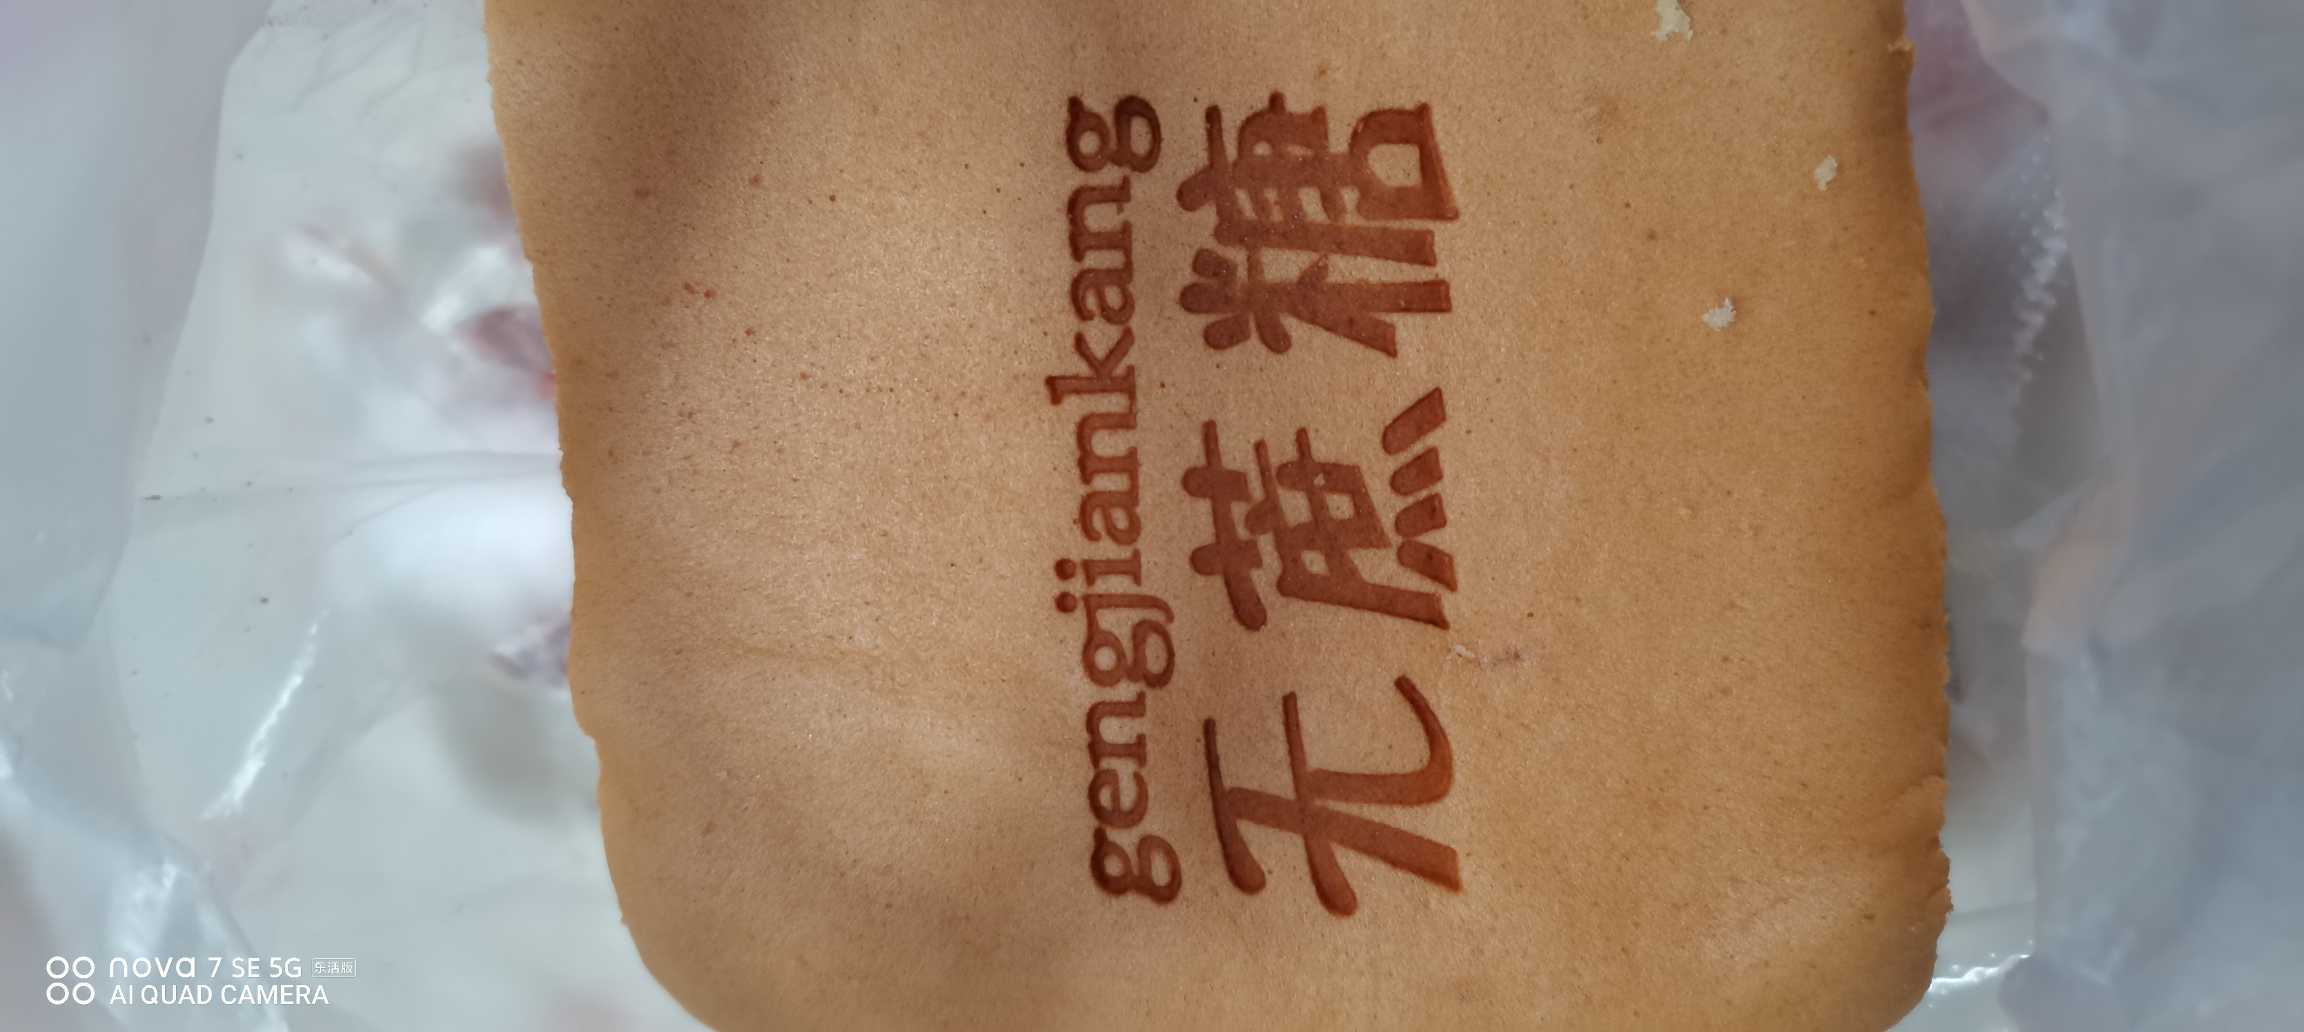 gengjiankang
无蔗糖
nova 7 SE 5G 乐活版
AI QUAD CAMERA